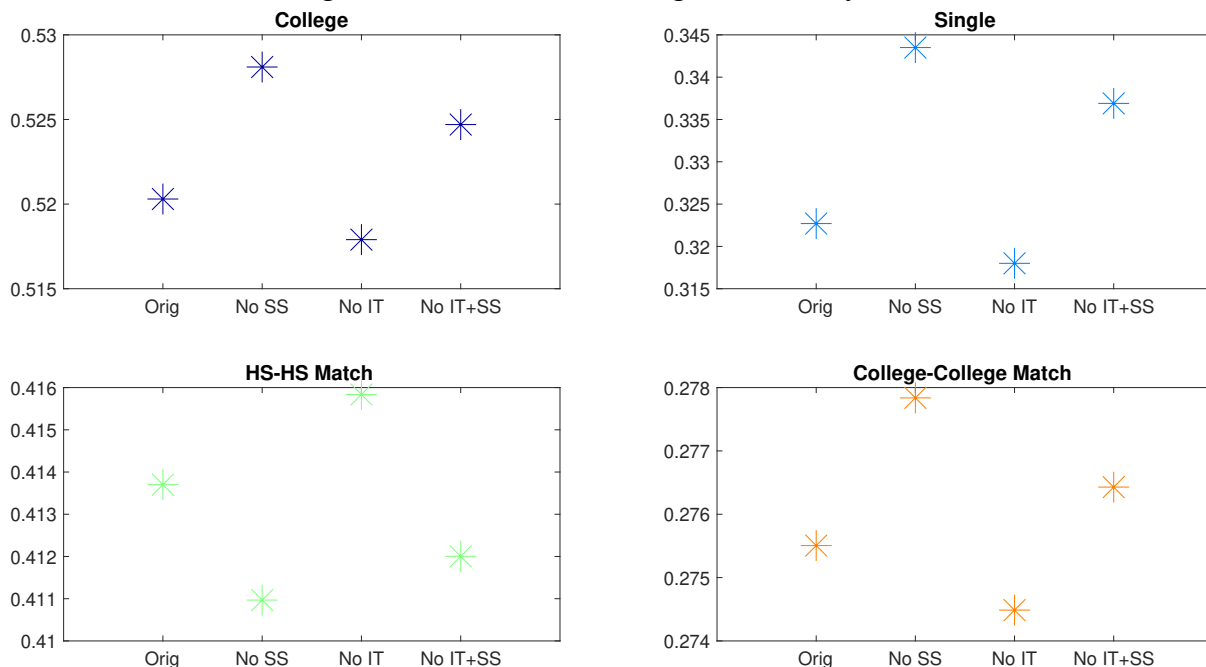 College
0.53
0.525
0.52
0.515
Orig No SS No IT No IT+SS
Single
0.345
0.34
0.335
0.33
0.325
0.32
0.315
Orig No SS No IT No IT+SS
HS-HS Match
0.416
0.415
0.414
0.413
0.412
0.411
0.41
Orig No SS No IT No IT+SS
College-College Match
0.278
0.277
0.276
0.275
0.274
Orig No SS No IT No IT+SS